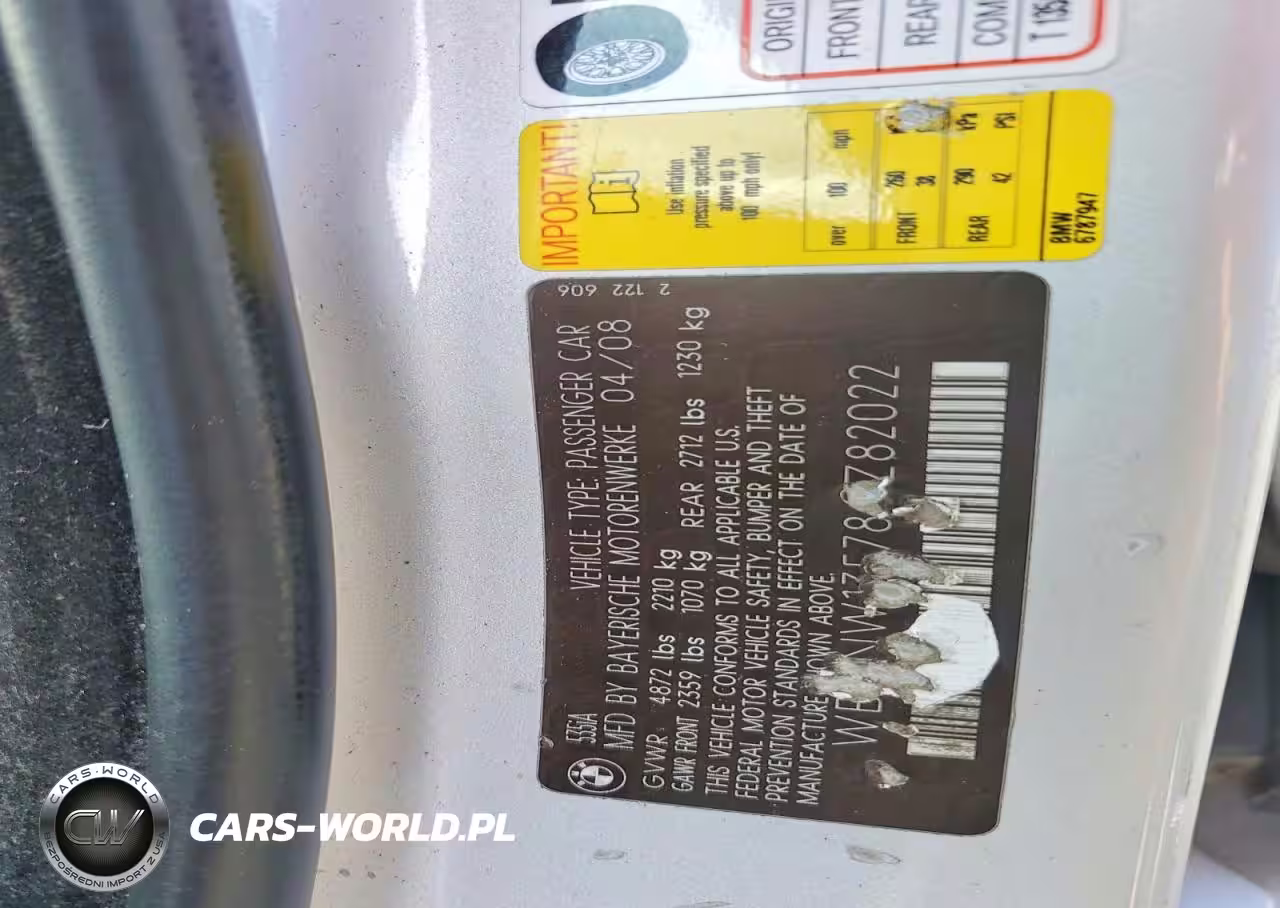 ORIGI
FRONT
REAR
COM
T 135
IMPORTANT!
Use inflation
pressure specified
above up to
100 mph only!
over 100 mph
FRONT 260
38
REAR 290 kPa
42 PSI
BMW
6787947
2 122 606
535iA VEHICLE TYPE: PASSENGER CAR
MFD BY BAYERISCHE MOTORENWERKE 04/08
GVWR 4872 lbs 2210 kg
GAWR FRONT 2359 lbs 1070 kg REAR 2712 lbs 1230 kg
THIS VEHICLE CONFORMS TO ALL APPLICABLE U.S.
FEDERAL MOTOR VEHICLE SAFETY, BUMPER AND THEFT
PREVENTION STANDARDS IN EFFECT ON THE DATE OF
MANUFACTURE SHOWN ABOVE.
Z82022
CARS-WORLD
CW
BEZPOŚREDNI IMPORT Z USA
CARS-WORLD.PL